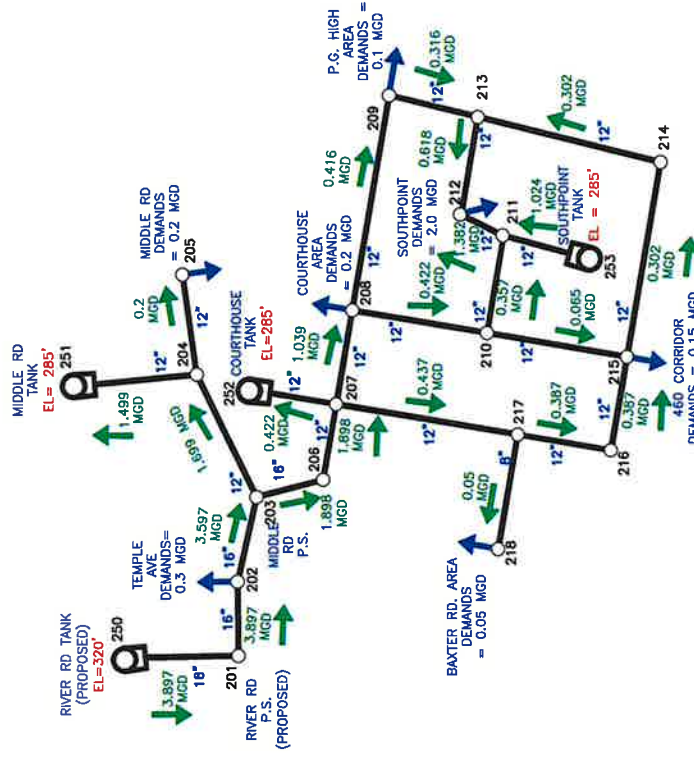 RIVER RD TANK
(PROPOSED)
EL=320'
250
3.897
MGD
18"
201
RIVER RD
P.S.
(PROPOSED)
16"
3.897
MGD
TEMPLE
AVE
DEMANDS=
0.3 MGD
202
16"
3.597
MGD
203
MIDDLE
RD
P.S.
12"
1.699 MGD
MIDDLE RD
TANK
EL= 285'
251
1.499
MGD
12"
204
0.2
MGD
12"
MIDDLE RD
DEMANDS
= 0.2 MGD
205
16"
1.898
MGD
206
12"
1.898
MGD
COURTHOUSE
TANK
EL=285'
252
12"
0.422
MGD
207
1.039
MGD
12"
COURTHOUSE
AREA
DEMANDS
= 0.2 MGD
208
0.416
MGD
12"
P.G. HIGH
AREA
DEMANDS =
0.1 MGD
209
0.316
MGD
12"
213
0.618
MGD
12"
212
SOUTHPOINT
DEMANDS
= 2.0 MGD
1.382
MGD
12"
211
1.024
MGD
12"
SOUTHPOINT
TANK
EL = 285'
253
0.422
MGD
12"
210
0.357
MGD
12"
0.065
MGD
12"
0.437
MGD
12"
217
8"
0.05
MGD
218
BAXTER RD. AREA
DEMANDS
= 0.05 MGD
0.387
MGD
12"
216
12"
0.387
MGD
215
460 CORRIDOR
DEMANDS = 0.15 MGD
0.302
MGD
12"
214
0.302
MGD
12"